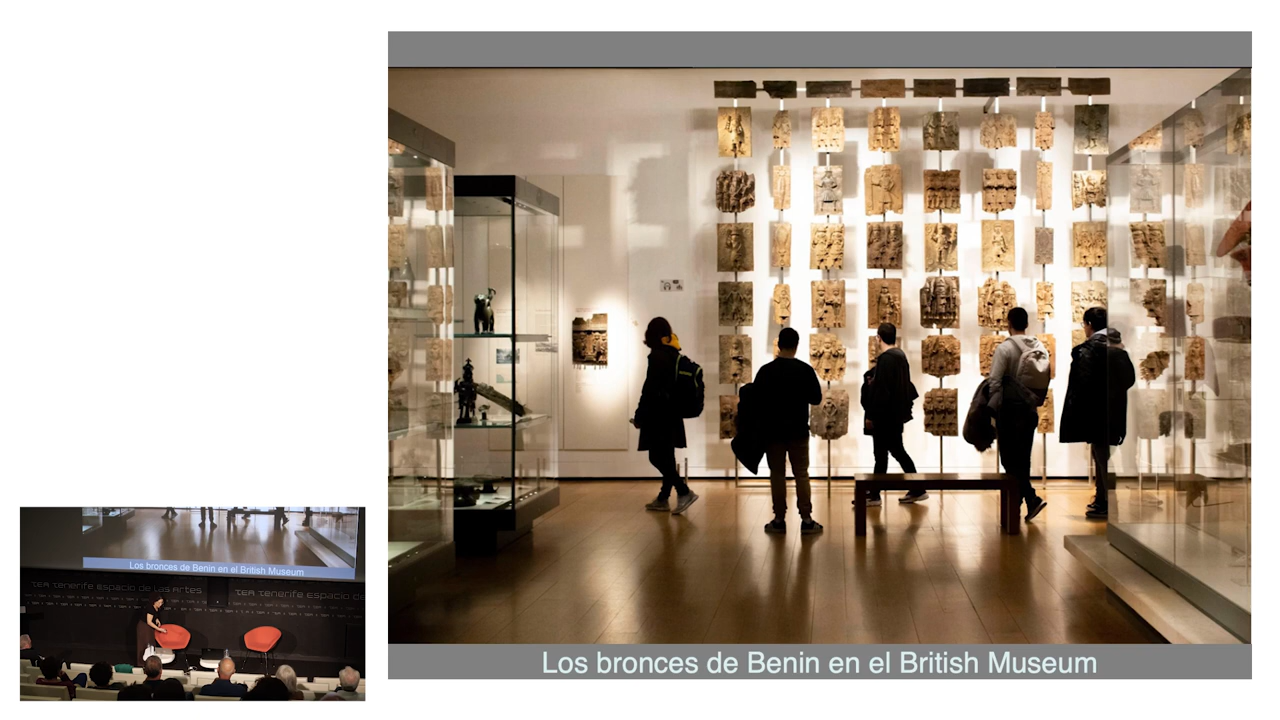 Los bronces de Benin en el British Museum
Los bronces de Benin en el British Museum
TEA Tenerife Espacio de las Artes
TEA Tenerife Espacio de